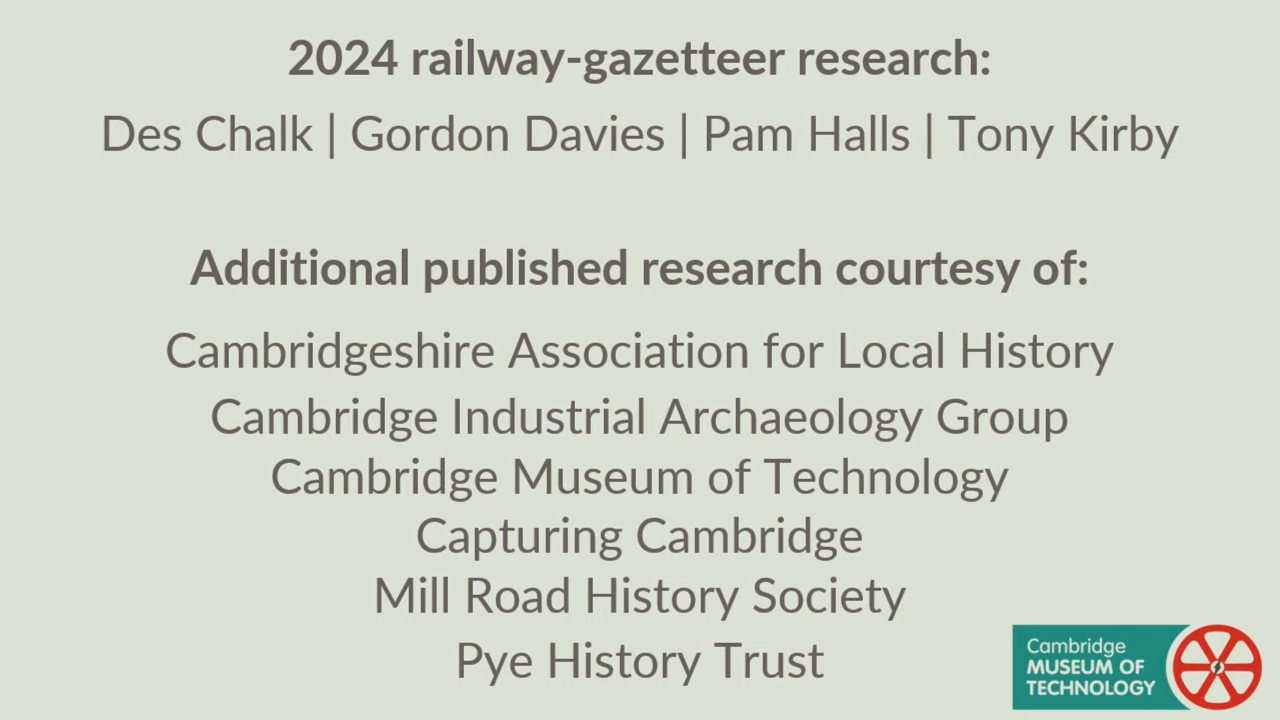 2024 railway-gazetteer research:
Des Chalk | Gordon Davies | Pam Halls | Tony Kirby
Additional published research courtesy of:
Cambridgeshire Association for Local History
Cambridge Industrial Archaeology Group
Cambridge Museum of Technology
Capturing Cambridge
Mill Road History Society
Pye History Trust
Cambridge
MUSEUM OF
TECHNOLOGY